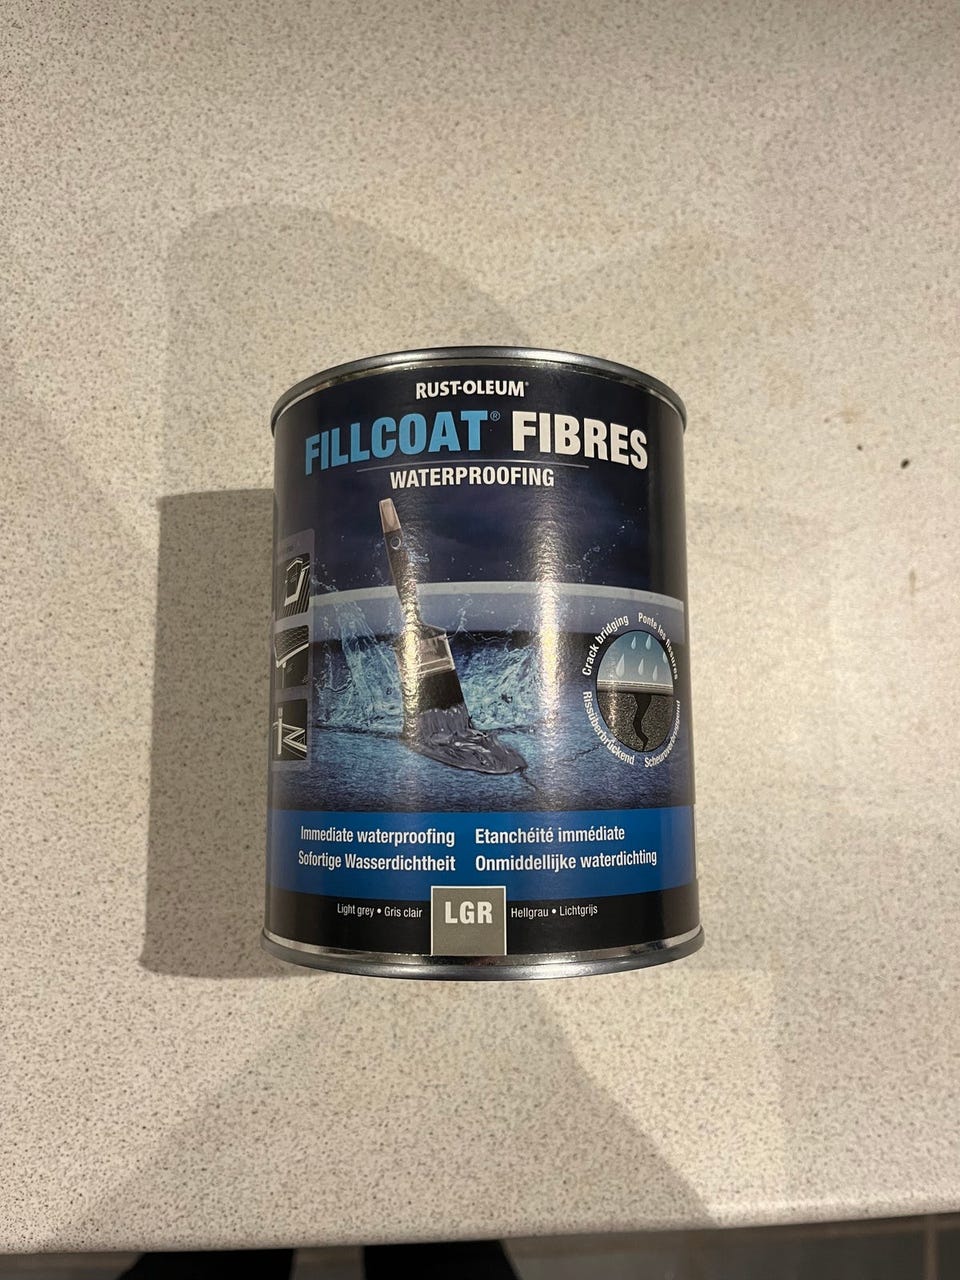 RUST-OLEUM®
FILLCOAT® FIBRES
WATERPROOFING
Crack bridging
Ponte les fissures
Rissüberbrückend
Scheuroverbruggend
Immediate waterproofing Etanchéité immédiate
Sofortige Wasserdichtheit Onmiddellijke waterdichting
Light grey • Gris clair LGR Hellgrau • Lichtgrijs